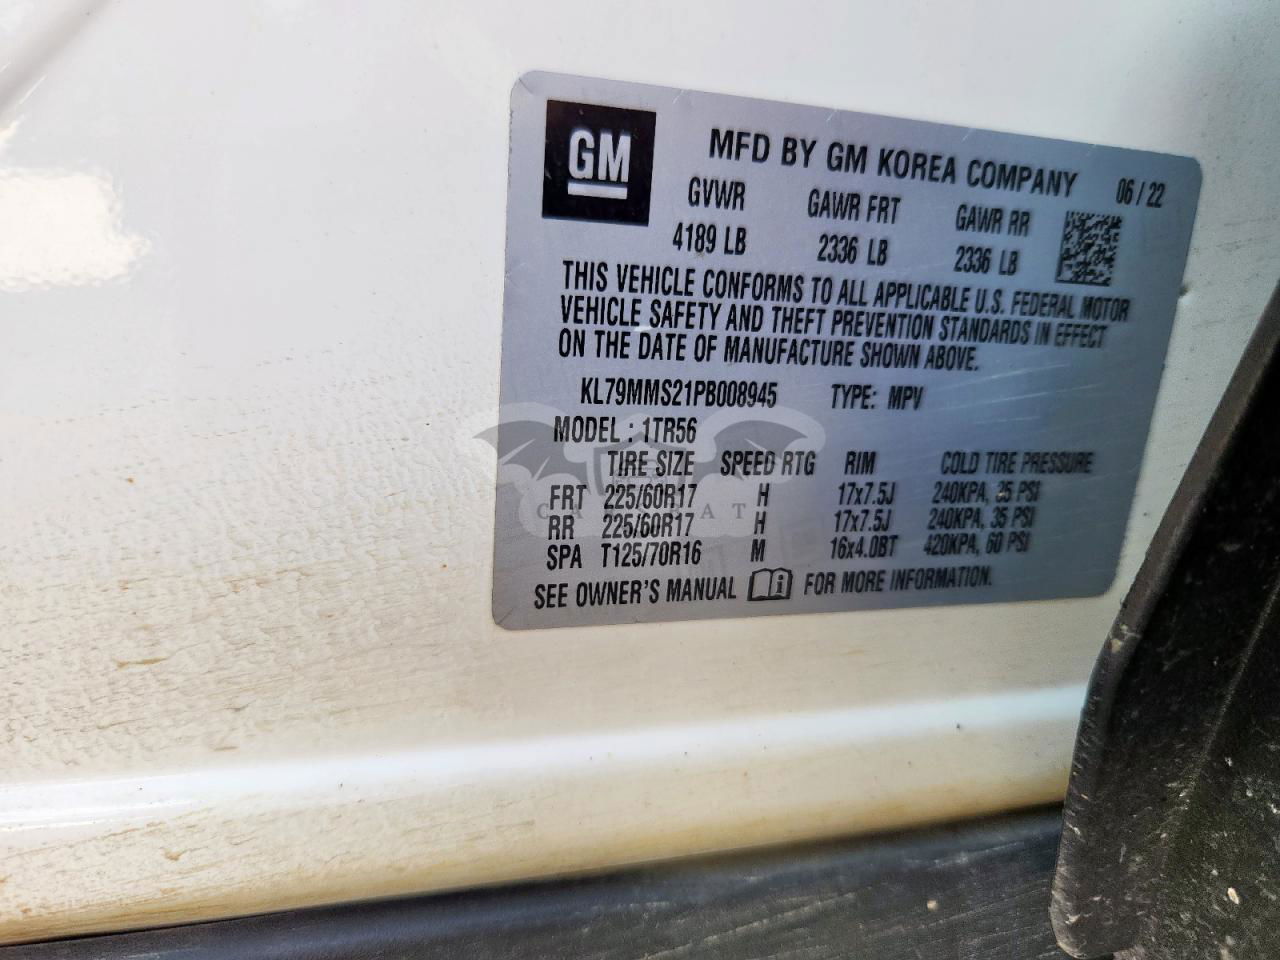 GM
MFD BY GM KOREA COMPANY 06 / 22
GVWR GAWR FRT GAWR RR
4189 LB 2336 LB 2336 LB
THIS VEHICLE CONFORMS TO ALL APPLICABLE U.S. FEDERAL MOTOR
VEHICLE SAFETY AND THEFT PREVENTION STANDARDS IN EFFECT
ON THE DATE OF MANUFACTURE SHOWN ABOVE.
KL79MMS21PB008945 TYPE: MPV
MODEL : 1TR56
TIRE SIZE SPEED RTG RIM COLD TIRE PRESSURE
FRT 225/60R17 H 17x7.5J 240KPA, 35 PSI
RR 225/60R17 H 17x7.5J 240KPA, 35 PSI
SPA T125/70R16 M 16x4.0BT 420KPA, 60 PSI
SEE OWNER'S MANUAL FOR MORE INFORMATION.